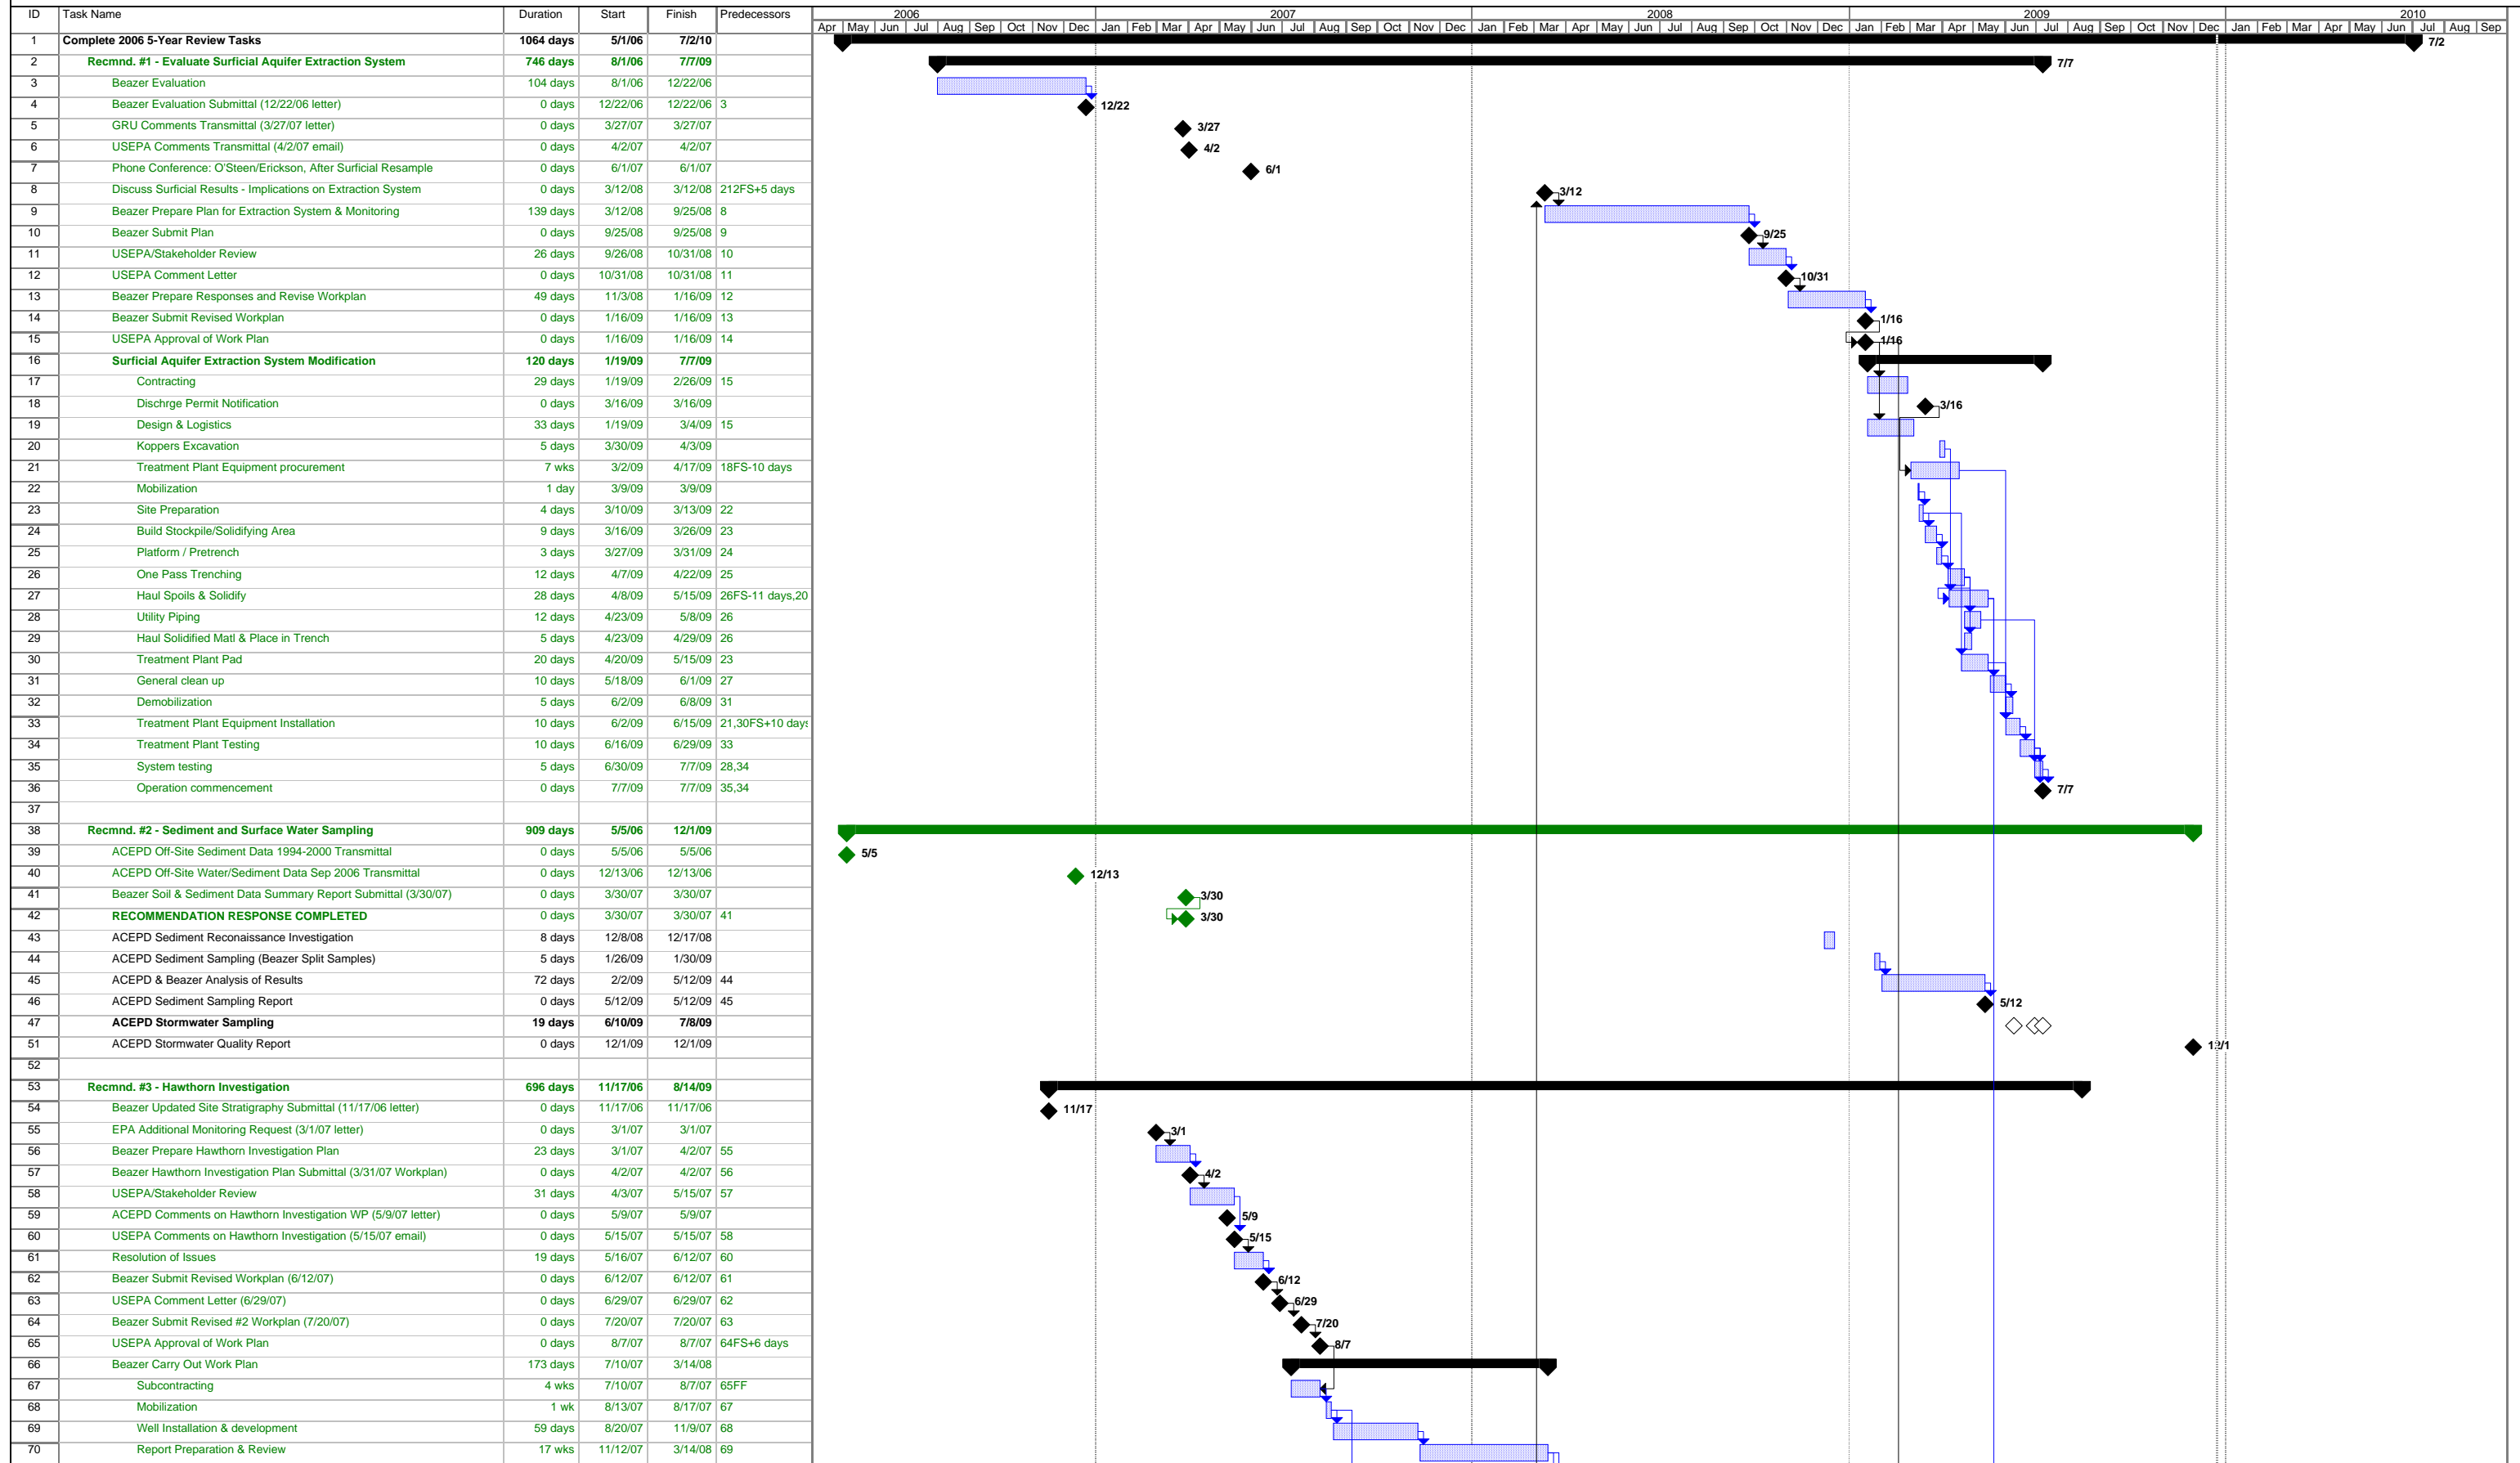 ID Task Name Duration Start Finish Predecessors 2006 2007 2008 2009 2010
Apr May Jun Jul Aug Sep Oct Nov Dec Jan Feb Mar Apr May Jun Jul Aug Sep Oct Nov Dec Jan Feb Mar Apr May Jun Jul Aug Sep Oct Nov Dec Jan Feb Mar Apr May Jun Jul Aug Sep Oct Nov Dec Jan Feb Mar Apr May Jun Jul Aug Sep
1 Complete 2006 5-Year Review Tasks 1064 days 5/1/06 7/2/10 7/2
2 Recmnd. #1 - Evaluate Surficial Aquifer Extraction System 746 days 8/1/06 7/7/09 7/7
3 Beazer Evaluation 104 days 8/1/06 12/22/06
4 Beazer Evaluation Submittal (12/22/06 letter) 0 days 12/22/06 12/22/06 3 12/22
5 GRU Comments Transmittal (3/27/07 letter) 0 days 3/27/07 3/27/07 3/27
6 USEPA Comments Transmittal (4/2/07 email) 0 days 4/2/07 4/2/07 4/2
7 Phone Conference: O'Steen/Erickson, After Surficial Resample 0 days 6/1/07 6/1/07 6/1
8 Discuss Surficial Results - Implications on Extraction System 0 days 3/12/08 3/12/08 212FS+5 days 3/12
9 Beazer Prepare Plan for Extraction System & Monitoring 139 days 3/12/08 9/25/08 8
10 Beazer Submit Plan 0 days 9/25/08 9/25/08 9 9/25
11 USEPA/Stakeholder Review 26 days 9/26/08 10/31/08 10
12 USEPA Comment Letter 0 days 10/31/08 10/31/08 11 10/31
13 Beazer Prepare Responses and Revise Workplan 49 days 11/3/08 1/16/09 12
14 Beazer Submit Revised Workplan 0 days 1/16/09 1/16/09 13 1/16
15 USEPA Approval of Work Plan 0 days 1/16/09 1/16/09 14 1/16
16 Surficial Aquifer Extraction System Modification 120 days 1/19/09 7/7/09
17 Contracting 29 days 1/19/09 2/26/09 15
18 Dischrge Permit Notification 0 days 3/16/09 3/16/09 3/16
19 Design & Logistics 33 days 1/19/09 3/4/09 15
20 Koppers Excavation 5 days 3/30/09 4/3/09
21 Treatment Plant Equipment procurement 7 wks 3/2/09 4/17/09 18FS-10 days
22 Mobilization 1 day 3/9/09 3/9/09
23 Site Preparation 4 days 3/10/09 3/13/09 22
24 Build Stockpile/Solidifying Area 9 days 3/16/09 3/26/09 23
25 Platform / Pretrench 3 days 3/27/09 3/31/09 24
26 One Pass Trenching 12 days 4/7/09 4/22/09 25
27 Haul Spoils & Solidify 28 days 4/8/09 5/15/09 26FS-11 days,20
28 Utility Piping 12 days 4/23/09 5/8/09 26
29 Haul Solidified Matl & Place in Trench 5 days 4/23/09 4/29/09 26
30 Treatment Plant Pad 20 days 4/20/09 5/15/09 23
31 General clean up 10 days 5/18/09 6/1/09 27
32 Demobilization 5 days 6/2/09 6/8/09 31
33 Treatment Plant Equipment Installation 10 days 6/2/09 6/15/09 21,30FS+10 days
34 Treatment Plant Testing 10 days 6/16/09 6/29/09 33
35 System testing 5 days 6/30/09 7/7/09 28,34
36 Operation commencement 0 days 7/7/09 7/7/09 35,34 7/7
37
38 Recmnd. #2 - Sediment and Surface Water Sampling 909 days 5/5/06 12/1/09
39 ACEPD Off-Site Sediment Data 1994-2000 Transmittal 0 days 5/5/06 5/5/06 5/5
40 ACEPD Off-Site Water/Sediment Data Sep 2006 Transmittal 0 days 12/13/06 12/13/06 12/13
41 Beazer Soil & Sediment Data Summary Report Submittal (3/30/07) 0 days 3/30/07 3/30/07 3/30
42 RECOMMENDATION RESPONSE COMPLETED 0 days 3/30/07 3/30/07 41 3/30
43 ACEPD Sediment Reconaissance Investigation 8 days 12/8/08 12/17/08
44 ACEPD Sediment Sampling (Beazer Split Samples) 5 days 1/26/09 1/30/09
45 ACEPD & Beazer Analysis of Results 72 days 2/2/09 5/12/09 44
46 ACEPD Sediment Sampling Report 0 days 5/12/09 5/12/09 45 5/12
47 ACEPD Stormwater Sampling 19 days 6/10/09 7/8/09
51 ACEPD Stormwater Quality Report 0 days 12/1/09 12/1/09 12/1
52
53 Recmnd. #3 - Hawthorn Investigation 696 days 11/17/06 8/14/09
54 Beazer Updated Site Stratigraphy Submittal (11/17/06 letter) 0 days 11/17/06 11/17/06 11/17
55 EPA Additional Monitoring Request (3/1/07 letter) 0 days 3/1/07 3/1/07 3/1
56 Beazer Prepare Hawthorn Investigation Plan 23 days 3/1/07 4/2/07 55
57 Beazer Hawthorn Investigation Plan Submittal (3/31/07 Workplan) 0 days 4/2/07 4/2/07 56 4/2
58 USEPA/Stakeholder Review 31 days 4/3/07 5/15/07 57
59 ACEPD Comments on Hawthorn Investigation WP (5/9/07 letter) 0 days 5/9/07 5/9/07 5/9
60 USEPA Comments on Hawthorn Investigation (5/15/07 email) 0 days 5/15/07 5/15/07 58 5/15
61 Resolution of Issues 19 days 5/16/07 6/12/07 60
62 Beazer Submit Revised Workplan (6/12/07) 0 days 6/12/07 6/12/07 61 6/12
63 USEPA Comment Letter (6/29/07) 0 days 6/29/07 6/29/07 62 6/29
64 Beazer Submit Revised #2 Workplan (7/20/07) 0 days 7/20/07 7/20/07 63 7/20
65 USEPA Approval of Work Plan 0 days 8/7/07 8/7/07 64FS+6 days 8/7
66 Beazer Carry Out Work Plan 173 days 7/10/07 3/14/08
67 Subcontracting 4 wks 7/10/07 8/7/07 65FF
68 Mobilization 1 wk 8/13/07 8/17/07 67
69 Well Installation & development 59 days 8/20/07 11/9/07 68
70 Report Preparation & Review 17 wks 11/12/07 3/14/08 69